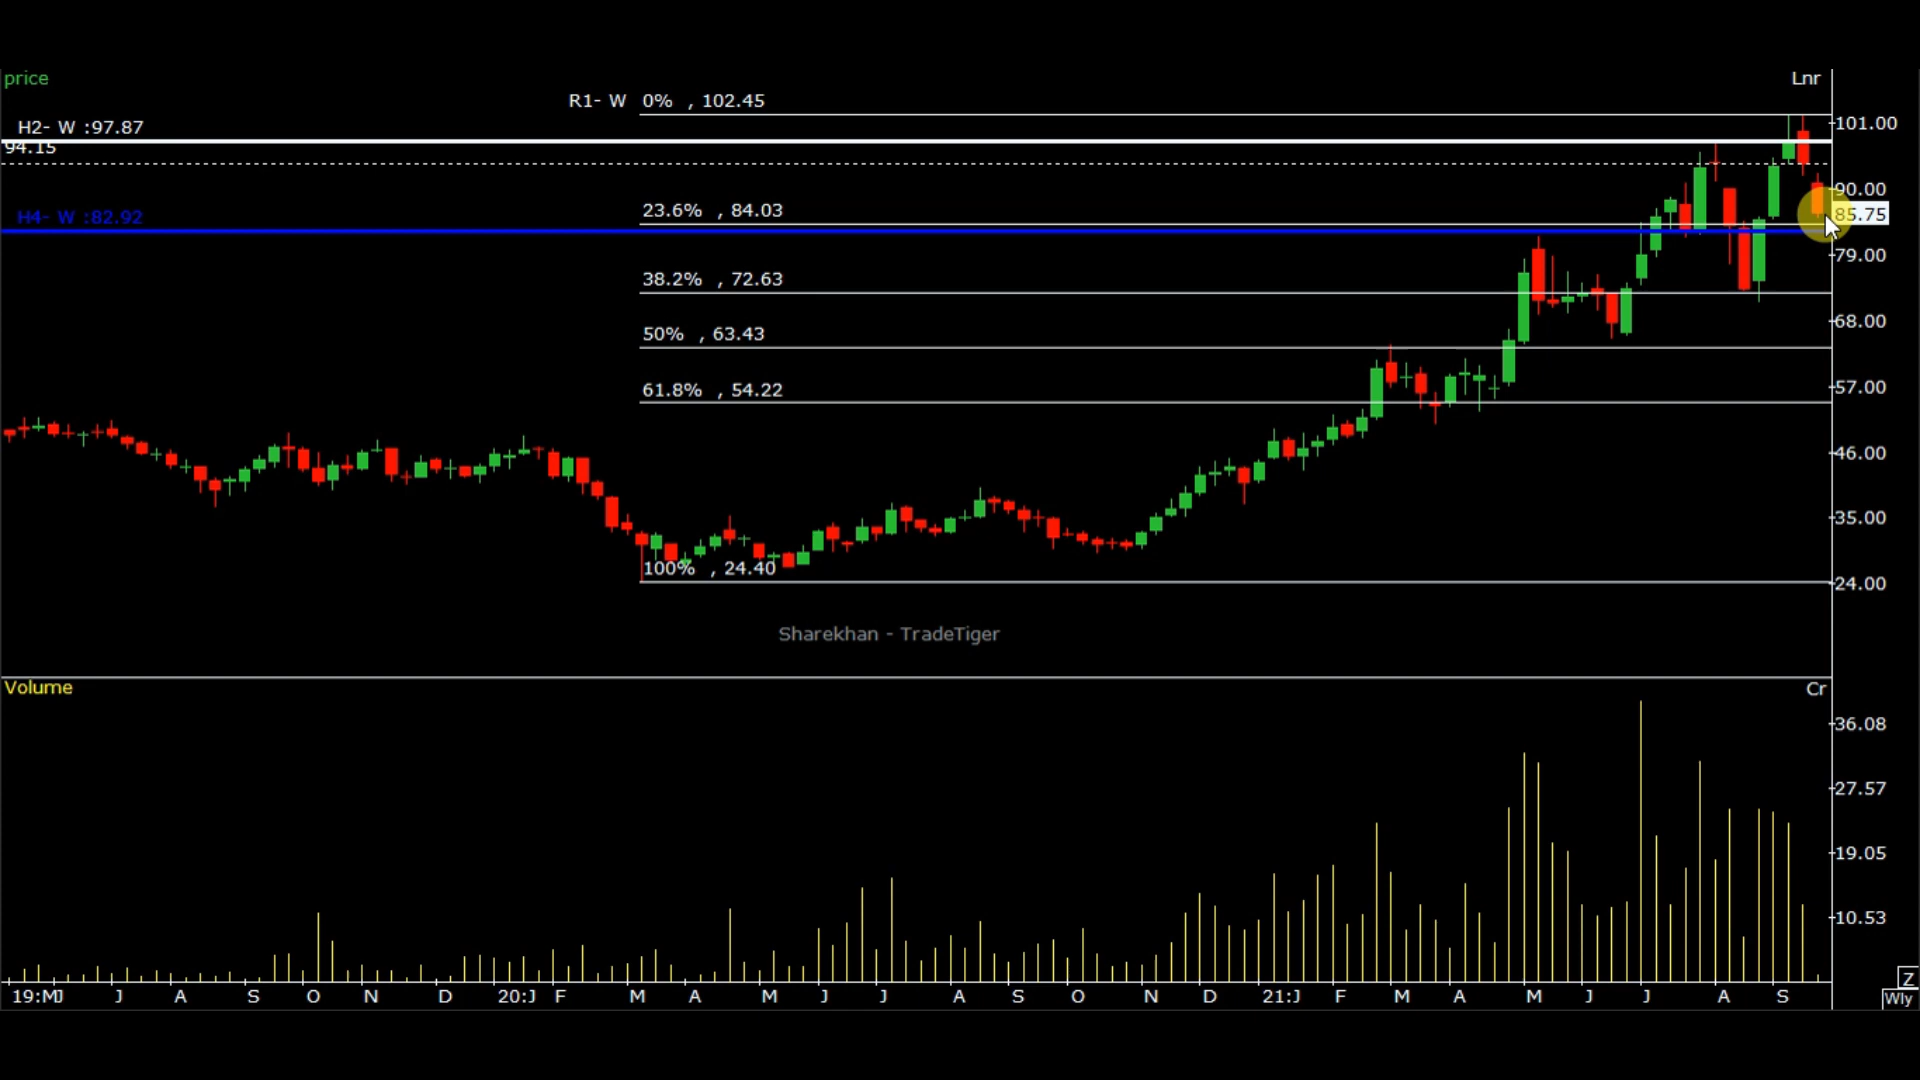 price
Lnr
R1- W 0% , 102.45
H2- W :97.87
94.15
H4- W :82.92
23.6% , 84.03
38.2% , 72.63
50% , 63.43
61.8% , 54.22
100% , 24.40
101.00
90.00
85.75
79.00
68.00
57.00
46.00
35.00
24.00
Sharekhan - TradeTiger
Volume
Cr
36.08
27.57
19.05
10.53
Z
19:MJ J A S O N D 20:J F M A M J J A S O N D 21:J F M A M J J A S
Wly